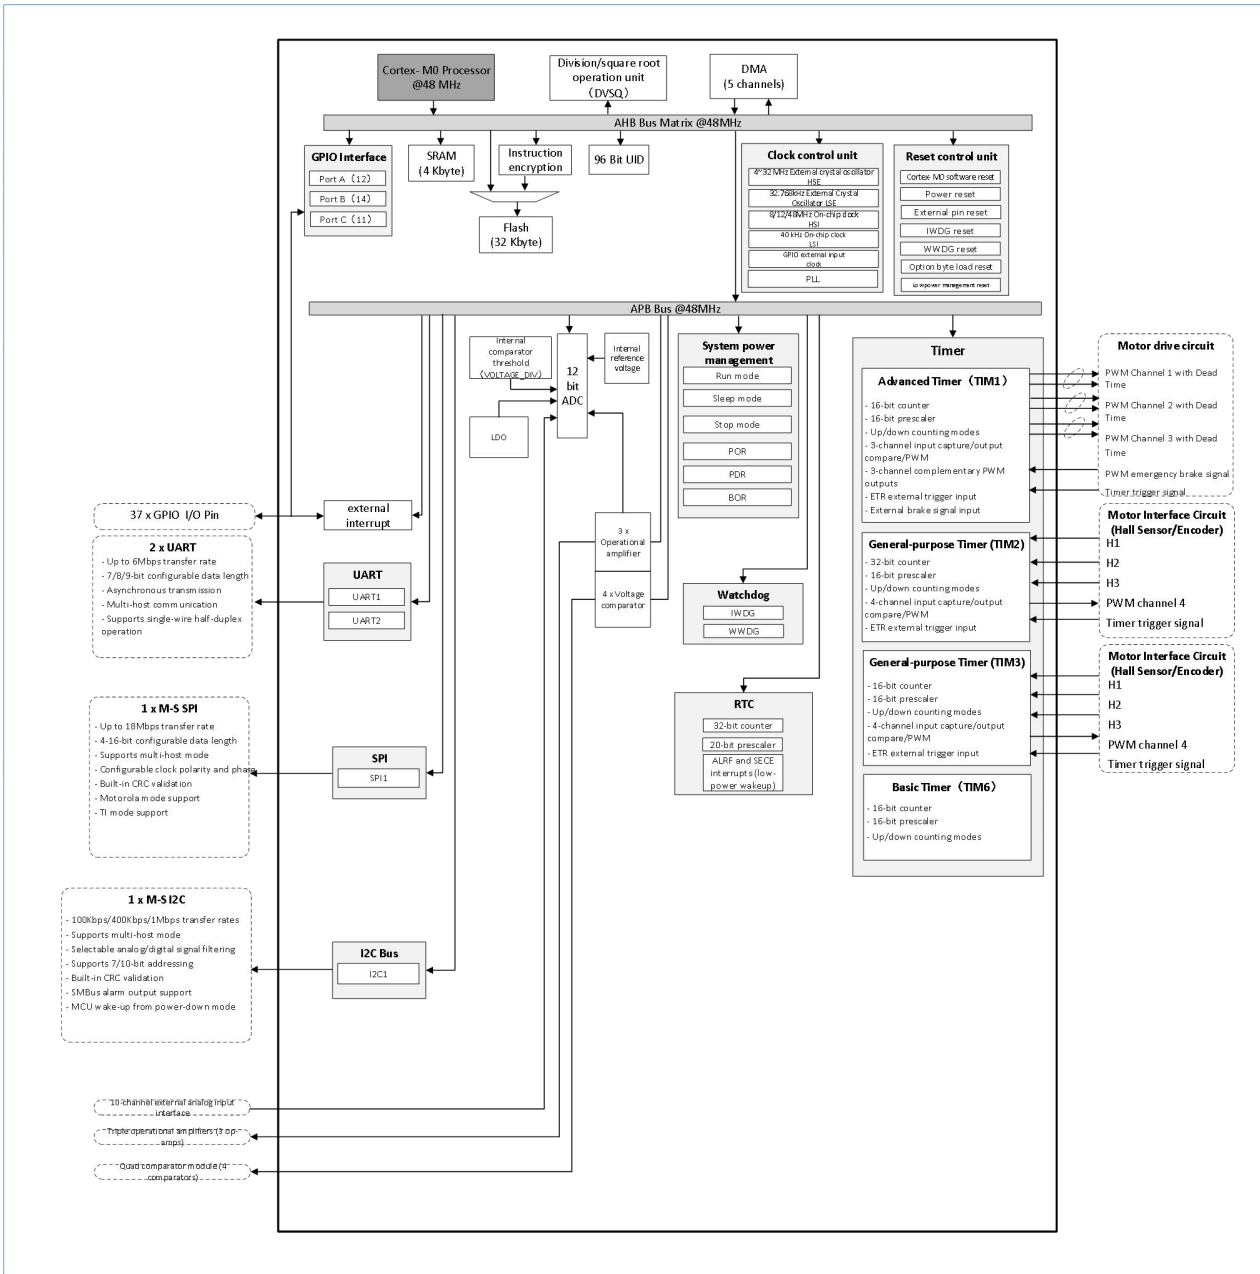 Cortex- M0 Processor
@48 MHz
Division/square root
operation unit
（DVSQ）
DMA
(5 channels)
AHB Bus Matrix @48MHz
GPIO Interface
Port A（12）
Port B（14）
Port C（11）
SRAM
(4 Kbyte)
Instruction
encryption
96 Bit UID
Flash
(32 Kbyte)
Clock control unit
4~32 MHz External crystal oscillator
HSE
32.768kHz External Crystal
Oscillator LSE
8/12/48MHz On-chip clock
HSI
40 kHz On-chip clock
LSI
GPIO external input
clock
PLL
Reset control unit
Cortex- M0 software reset
Power reset
External pin reset
IWDG reset
WWDG reset
Option byte load reset
Low power management reset
APB Bus @48MHz
Internal
comparator
threshold
(VOLTAGE_DIV)
12
bit
ADC
Internal
reference
voltage
LDO
System power
management
Run mode
Sleep mode
Stop mode
POR
PDR
BOR
Timer
Advanced Timer（TIM1）
- 16-bit counter
- 16-bit prescaler
- Up/down counting modes
- 3-channel input capture/output
compare/PWM
- 3-channel complementary PWM
outputs
- ETR external trigger input
- External brake signal input
Motor drive circuit
PWM Channel 1 with Dead
Time
PWM Channel 2 with Dead
Time
PWM Channel 3 with Dead
Time
PWM emergency brake signal
Timer trigger signal
37 x GPIO I/O Pin
external
interrupt
2 x UART
- Up to 6Mbps transfer rate
- 7/8/9-bit configurable data length
- Asynchronous transmission
- Multi-host communication
- Supports single-wire half-duplex
operation
UART
UART1
UART2
3 x
Operational
amplifier
4 x Voltage
comparator
Watchdog
IWDG
WWDG
General-purpose Timer (TIM2)
- 32-bit counter
- 16-bit prescaler
- Up/down counting modes
- 4-channel input capture/output
compare/PWM
- ETR external trigger input
Motor Interface Circuit
(Hall Sensor/Encoder)
H1
H2
H3
PWM channel 4
Timer trigger signal
General-purpose Timer (TIM3)
- 16-bit counter
- 16-bit prescaler
- Up/down counting modes
- 4-channel input capture/output
compare/PWM
- ETR external trigger input
Motor Interface Circuit
(Hall Sensor/Encoder)
H1
H2
H3
PWM channel 4
Timer trigger signal
1 x M-S SPI
- Up to 18Mbps transfer rate
- 4-16-bit configurable data length
- Supports multi-host mode
- Configurable clock polarity and phase
- Built-in CRC validation
- Motorola mode support
- TI mode support
SPI
SPI1
RTC
32-bit counter
20-bit prescaler
ALRF and SECE
interrupts (low-
power wakeup)
Basic Timer（TIM6）
- 16-bit counter
- 16-bit prescaler
- Up/down counting modes
1 x M-S I2C
- 100Kbps/400Kbps/1Mbps transfer rates
- Supports multi-host mode
- Selectable analog/digital signal filtering
- Supports 7/10-bit addressing
- Built-in CRC validation
- SMBus alarm output support
- MCU wake-up from power-down mode
I2C Bus
I2C1
10-channel external analog input
interface
Triple operational amplifiers (3 op-
amps)
Quad comparator module (4
comparators)